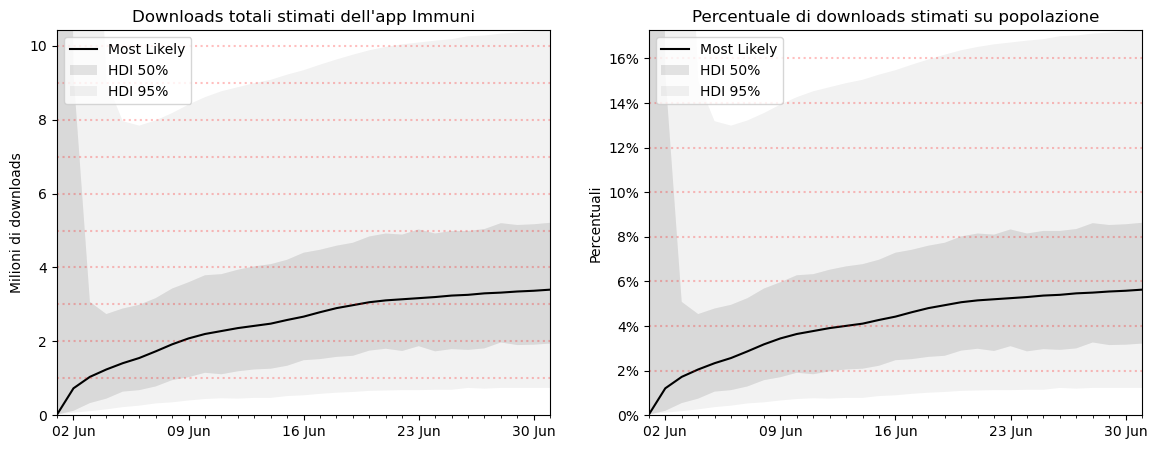 Downloads totali stimati dell'app Immuni
Most Likely
HDI 50%
HDI 95%
Milioni di downloads
10
8
6
4
2
0
02 Jun
09 Jun
16 Jun
23 Jun
30 Jun
Percentuale di downloads stimati su popolazione
Most Likely
HDI 50%
HDI 95%
Percentuali
16%
14%
12%
10%
8%
6%
4%
2%
0%
02 Jun
09 Jun
16 Jun
23 Jun
30 Jun